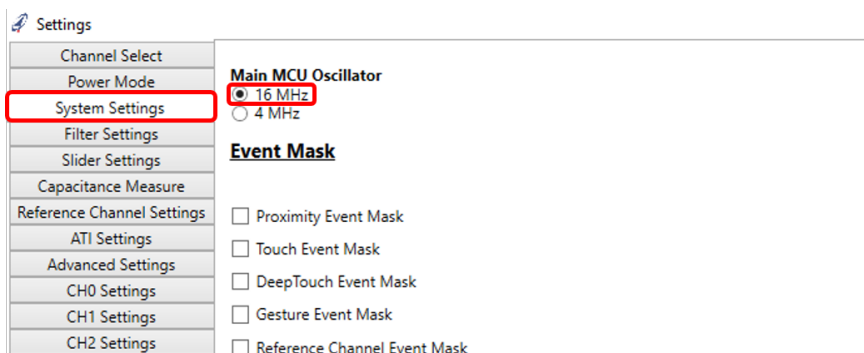 Settings
Channel Select
Power Mode
System Settings
Filter Settings
Slider Settings
Capacitance Measure
Reference Channel Settings
ATI Settings
Advanced Settings
CH0 Settings
CH1 Settings
CH2 Settings
Main MCU Oscillator
16 MHz
4 MHz
Event Mask
Proximity Event Mask
Touch Event Mask
DeepTouch Event Mask
Gesture Event Mask
Reference Channel Event Mask